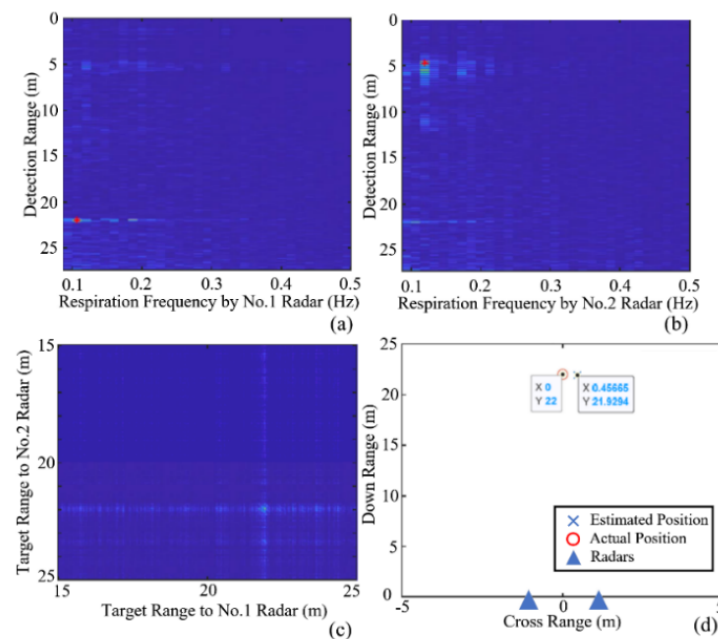 0
5
10
15
20
25
Detection Range (m)
0.1 0.2 0.3 0.4 0.5
Respiration Frequency by No.1 Radar (Hz)
(a)
0
5
10
15
20
25
Detection Range (m)
0.1 0.2 0.3 0.4 0.5
Respiration Frequency by No.2 Radar (Hz)
(b)
15
20
25
Target Range to No.2 Radar (m)
15 20 25
Target Range to No.1 Radar (m)
(c)
25
20
15
10
5
0
Down Range (m)
X 0
Y 22
X 0.45665
Y 21.9294
Estimated Position
Actual Position
Radars
-5 0
Cross Range (m)
(d)